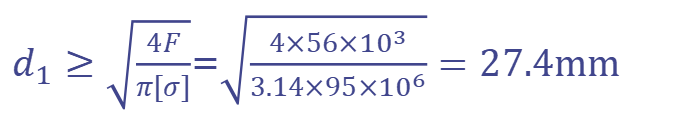 d₁ ≥ √(4F / π[σ]) = √(4×56×10³ / 3.14×95×10⁶) = 27.4mm